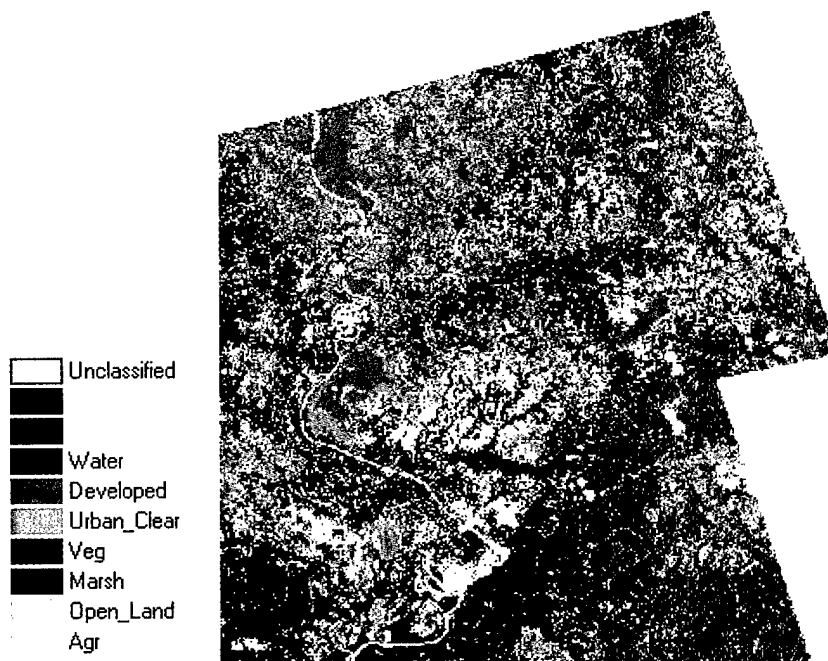 Unclassified
Water
Developed
Urban_Clear
Veg
Marsh
Open_Land
Agr